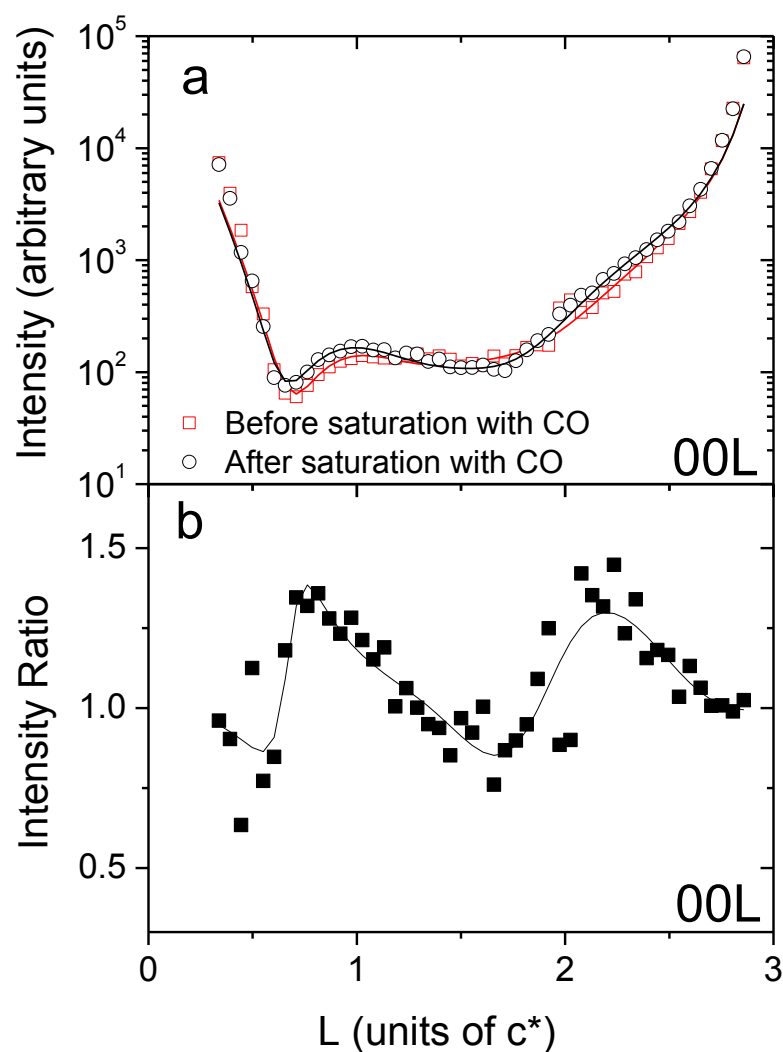 a
Intensity (arbitrary units)
10^5
10^4
10^3
10^2
10^1
Before saturation with CO
After saturation with CO
00L
b
Intensity Ratio
1.5
1.0
0.5
00L
0 1 2 3
L (units of c*)